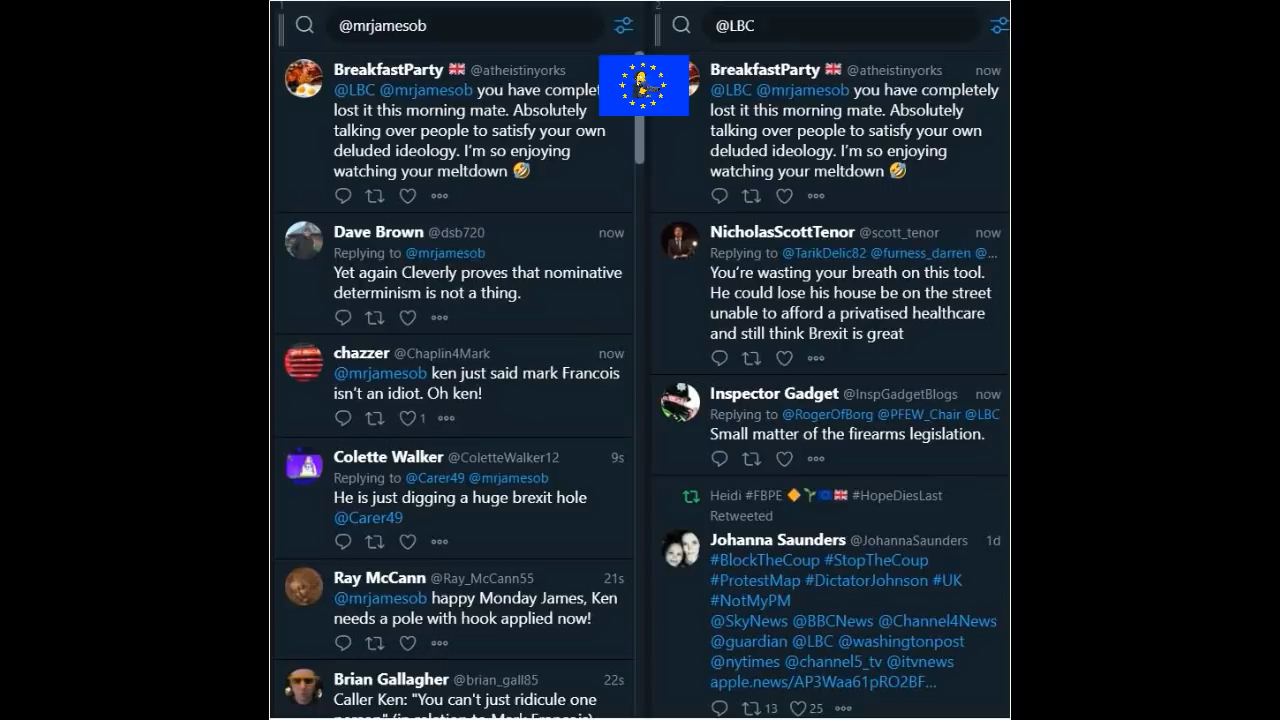 1
@mrjamesob
BreakfastParty 🇬🇧 @atheistinyorks
@LBC @mrjamesob you have complet
lost it this morning mate. Absolutely
talking over people to satisfy your own
deluded ideology. I’m so enjoying
watching your meltdown 🤣
Dave Brown @dsb720 now
Replying to @mrjamesob
Yet again Cleverly proves that nominative
determinism is not a thing.
chazzer @Chaplin4Mark now
@mrjamesob ken just said mark Francois
isn’t an idiot. Oh ken!
1
Colette Walker @ColetteWalker12 9s
Replying to @Carer49 @mrjamesob
He is just digging a huge brexit hole
@Carer49
Ray McCann @Ray_McCann55 21s
@mrjamesob happy Monday James, Ken
needs a pole with hook applied now!
Brian Gallagher @brian_gall85 22s
Caller Ken: "You can't just ridicule one
person" (in relation to Mark Francois)
2
@LBC
BreakfastParty 🇬🇧 @atheistinyorks now
@LBC @mrjamesob you have completely
lost it this morning mate. Absolutely
talking over people to satisfy your own
deluded ideology. I’m so enjoying
watching your meltdown 🤣
NicholasScottTenor @scott_tenor now
Replying to @TarikDelic82 @furness_darren @...
You’re wasting your breath on this tool.
He could lose his house be on the street
unable to afford a privatised healthcare
and still think Brexit is great
Inspector Gadget @InspGadgetBlogs now
Replying to @RogerOfBorg @PFEW_Chair @LBC
Small matter of the firearms legislation.
Heidi #FBPE 🔶🌱🇪🇺🇬🇧 #HopeDiesLast
Retweeted
Johanna Saunders @JohannaSaunders 1d
#BlockTheCoup #StopTheCoup
#ProtestMap #DictatorJohnson #UK
#NotMyPM
@SkyNews @BBCNews @Channel4News
@guardian @LBC @washingtonpost
@nytimes @channel5_tv @itvnews
apple.news/AP3Waa61pRO2BF...
13 25